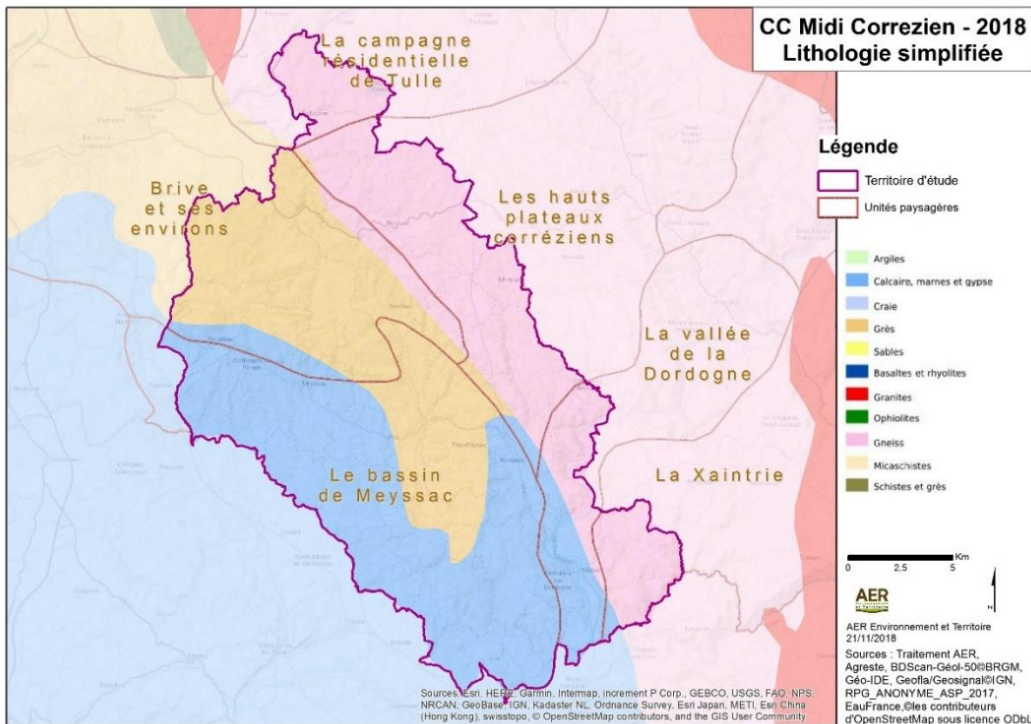 CC Midi Correzien - 2018
Lithologie simplifiée
La campagne
résidentielle
de Tulle
Brive
et ses
environs
Les hauts
plateaux
corréziens
La vallée
de la
Dordogne
La Xaintrie
Le bassin
de Meyssac
Légende
Territoire d'étude
Unités paysagères
Argiles
Calcaire, marnes et gypse
Craie
Grès
Sables
Basaltes et rhyolites
Granites
Ophiolites
Gneiss
Micaschistes
Schistes et grès
Km
0 2,5 5
N
AER
AER Environnement et Territoire
21/11/2018
Sources : Traitement AER,
Agreste, BDScan-Géol-50©BRGM,
Géo-IDE, Geofla/Geosignal©IGN,
RPG_ANONYME_ASP_2017,
EauFrance,©les contributeurs
d'OpenStreetMap sous licence ODbL
Sources: Esri, HERE, Garmin, Intermap, increment P Corp., GEBCO, USGS, FAO, NPS,
NRCAN, GeoBase, IGN, Kadaster NL, Ordnance Survey, Esri Japan, METI, Esri China
(Hong Kong), swisstopo, © OpenStreetMap contributors, and the GIS User Community